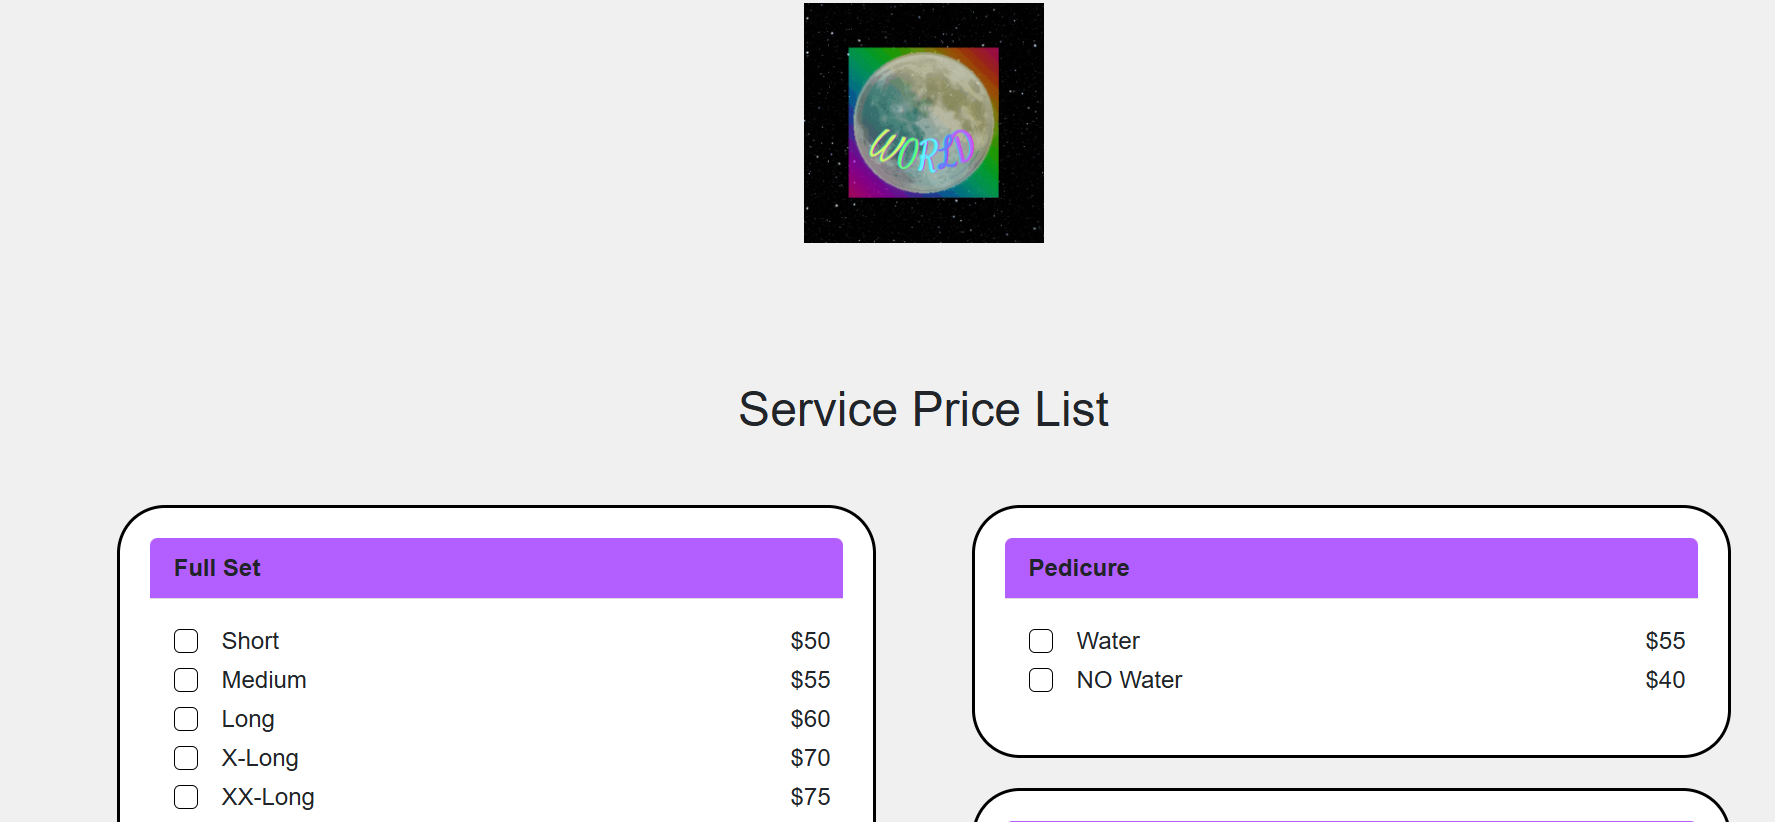 WORLD
Service Price List
Full Set
Short $50
Medium $55
Long $60
X-Long $70
XX-Long $75
Pedicure
Water $55
NO Water $40